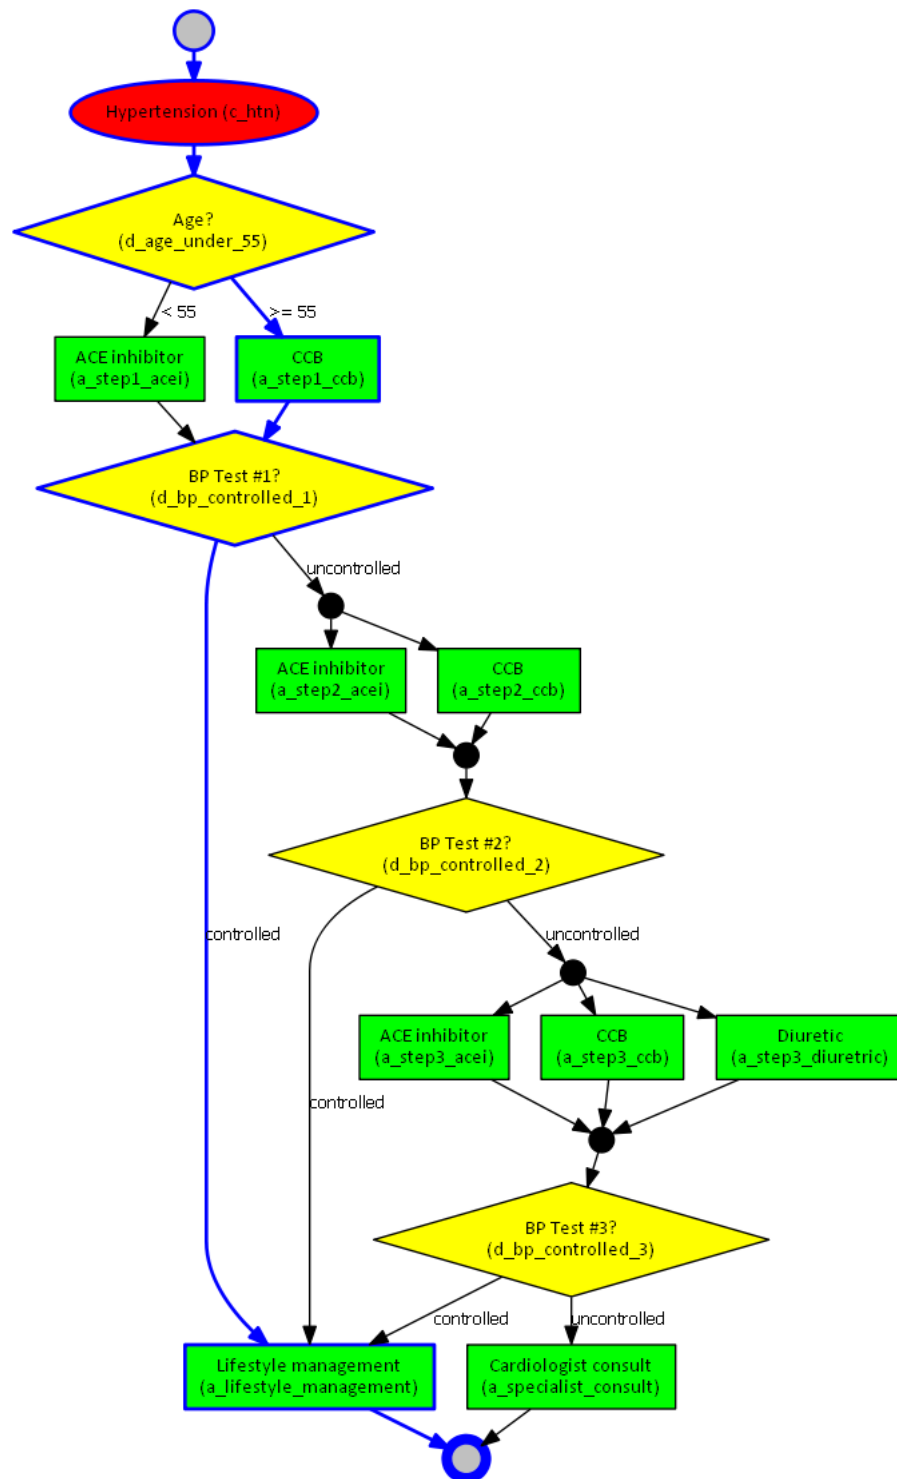 Hypertension (c_htn)
Age?
(d_age_under_55)
< 55
>= 55
ACE inhibitor
(a_step1_acei)
CCB
(a_step1_ccb)
BP Test #1?
(d_bp_controlled_1)
uncontrolled
ACE inhibitor
(a_step2_acei)
CCB
(a_step2_ccb)
BP Test #2?
(d_bp_controlled_2)
controlled
uncontrolled
ACE inhibitor
(a_step3_acei)
CCB
(a_step3_ccb)
Diuretic
(a_step3_diuretric)
controlled
BP Test #3?
(d_bp_controlled_3)
controlled
uncontrolled
Lifestyle management
(a_lifestyle_management)
Cardiologist consult
(a_specialist_consult)